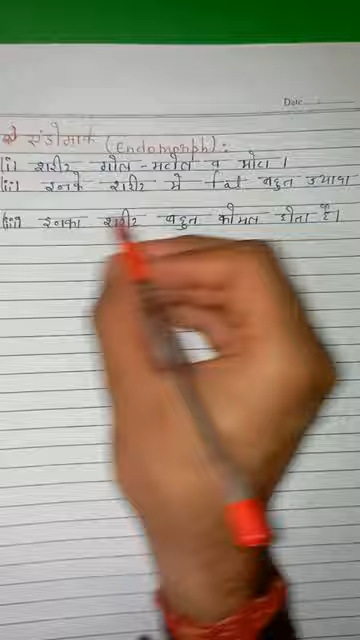 Date
एंडोमार्फ (Endomorph):
(i) शरीर गोल-मटोल व मोटा।
(ii) इनके शरीर में fat बहुत ज्यादा
(iii) इनका शरीर बहुत कोमल होता है।